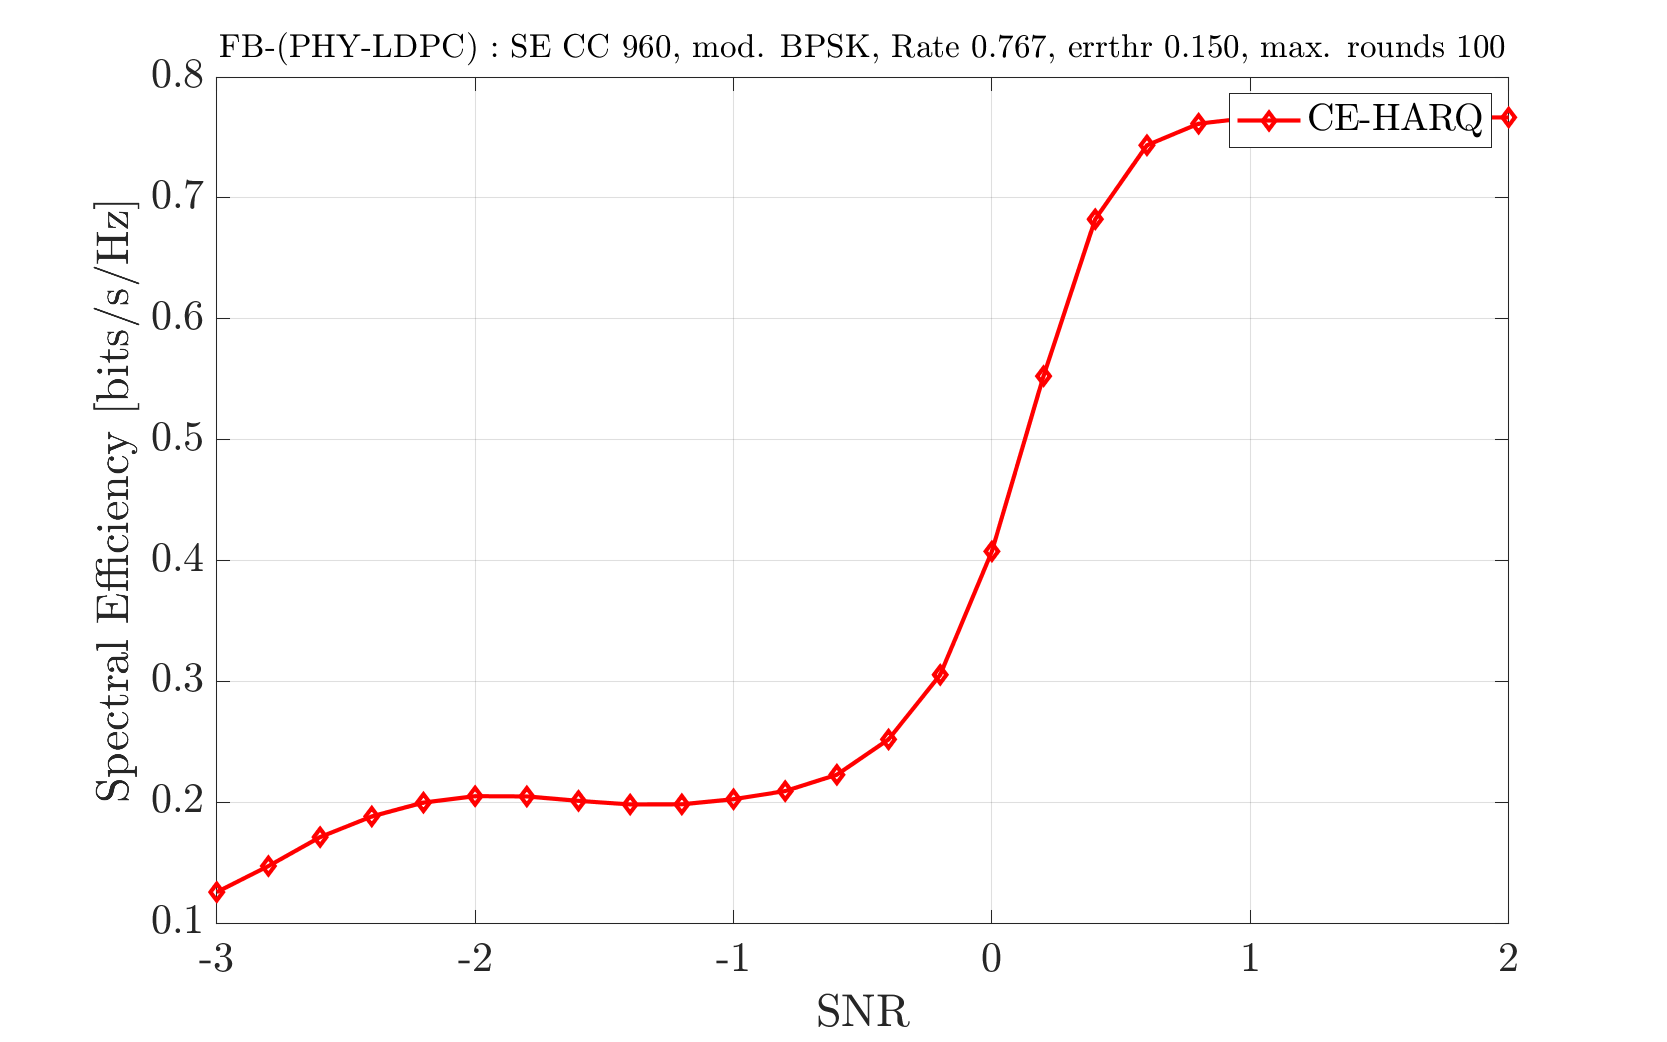 FB-(PHY-LDPC) : SE CC 960, mod. BPSK, Rate 0.767, errthr 0.150, max. rounds 100
CE-HARQ
Spectral Efficiency [bits/s/Hz]
0.8
0.7
0.6
0.5
0.4
0.3
0.2
0.1
-3 -2 -1 0 1 2
SNR